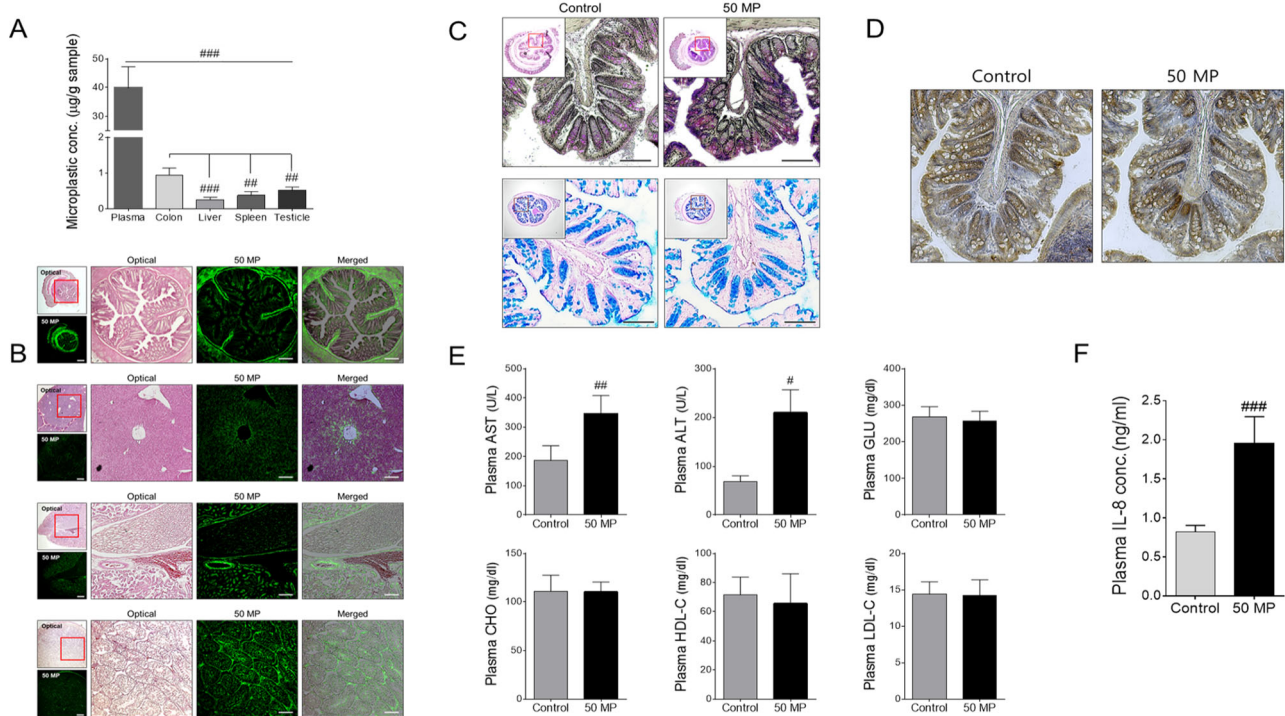 A
Microplastic conc. (μg/g sample)
50
40
30
2
1
0
###
###
##
##
Plasma
Colon
Liver
Spleen
Testicle
B
Optical
50 MP
Optical
50 MP
Merged
Optical
50 MP
Optical
50 MP
Merged
Optical
50 MP
Optical
50 MP
Merged
Optical
50 MP
Optical
50 MP
Merged
C
Control
50 MP
D
Control
50 MP
E
Plasma AST (U/L)
500
400
300
200
100
0
##
Control
50 MP
Plasma ALT (U/L)
300
200
100
0
#
Control
50 MP
Plasma GLU (mg/dl)
400
300
200
100
0
Control
50 MP
Plasma CHO (mg/dl)
150
100
50
0
Control
50 MP
Plasma HDL-C (mg/dl)
100
80
60
40
20
0
Control
50 MP
Plasma LDL-C (mg/dl)
20
15
10
5
0
Control
50 MP
F
Plasma IL-8 conc.(ng/ml)
2.5
2.0
1.5
1.0
0.5
0.0
###
Control
50 MP